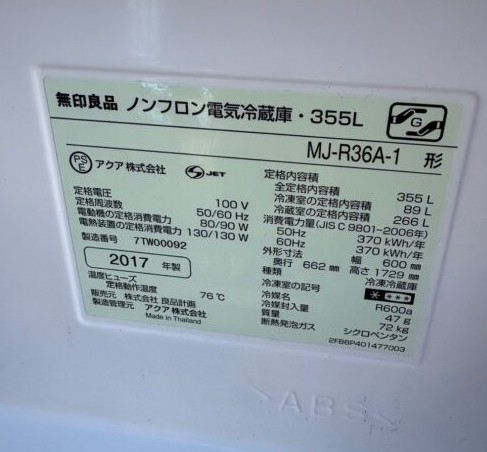 無印良品 ノンフロン電気冷蔵庫・355L
G
MJ-R36A-1 形
PSE アクア株式会社 JET
定格電圧 100 V
定格周波数 50/60 Hz
電動機の定格消費電力 80/90 W
電熱装置の定格消費電力 130/130 W
製造番号 7TW00092
2017 年製
温度ヒューズ
定格動作温度 76℃
販売元 株式会社 良品計画
製造管理元 アクア株式会社
Made in Thailand
定格内容積
全定格内容積 355 L
冷凍室の定格内容積 89 L
冷蔵室の定格内容積 266 L
消費電力量(JIS C 9801-2006年)
50Hz 370 kWh/年
60Hz 370 kWh/年
外形寸法 幅 600 mm
奥行 662 mm 高さ 1729 mm
種類 冷凍冷蔵庫
冷凍室の記号
冷媒名 R600a
冷媒封入量 47 g
質量 72 kg
断熱発泡ガス シクロペンタン
2FB6P401477003
>ABS<